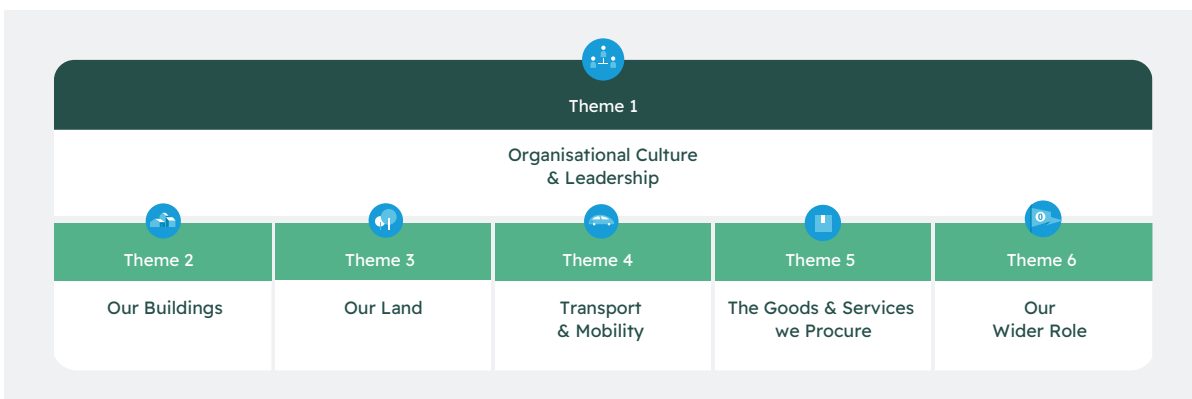 Theme 1
Organisational Culture
& Leadership
Theme 2
Our Buildings
Theme 3
Our Land
Theme 4
Transport
& Mobility
Theme 5
The Goods & Services
we Procure
0
Theme 6
Our
Wider Role